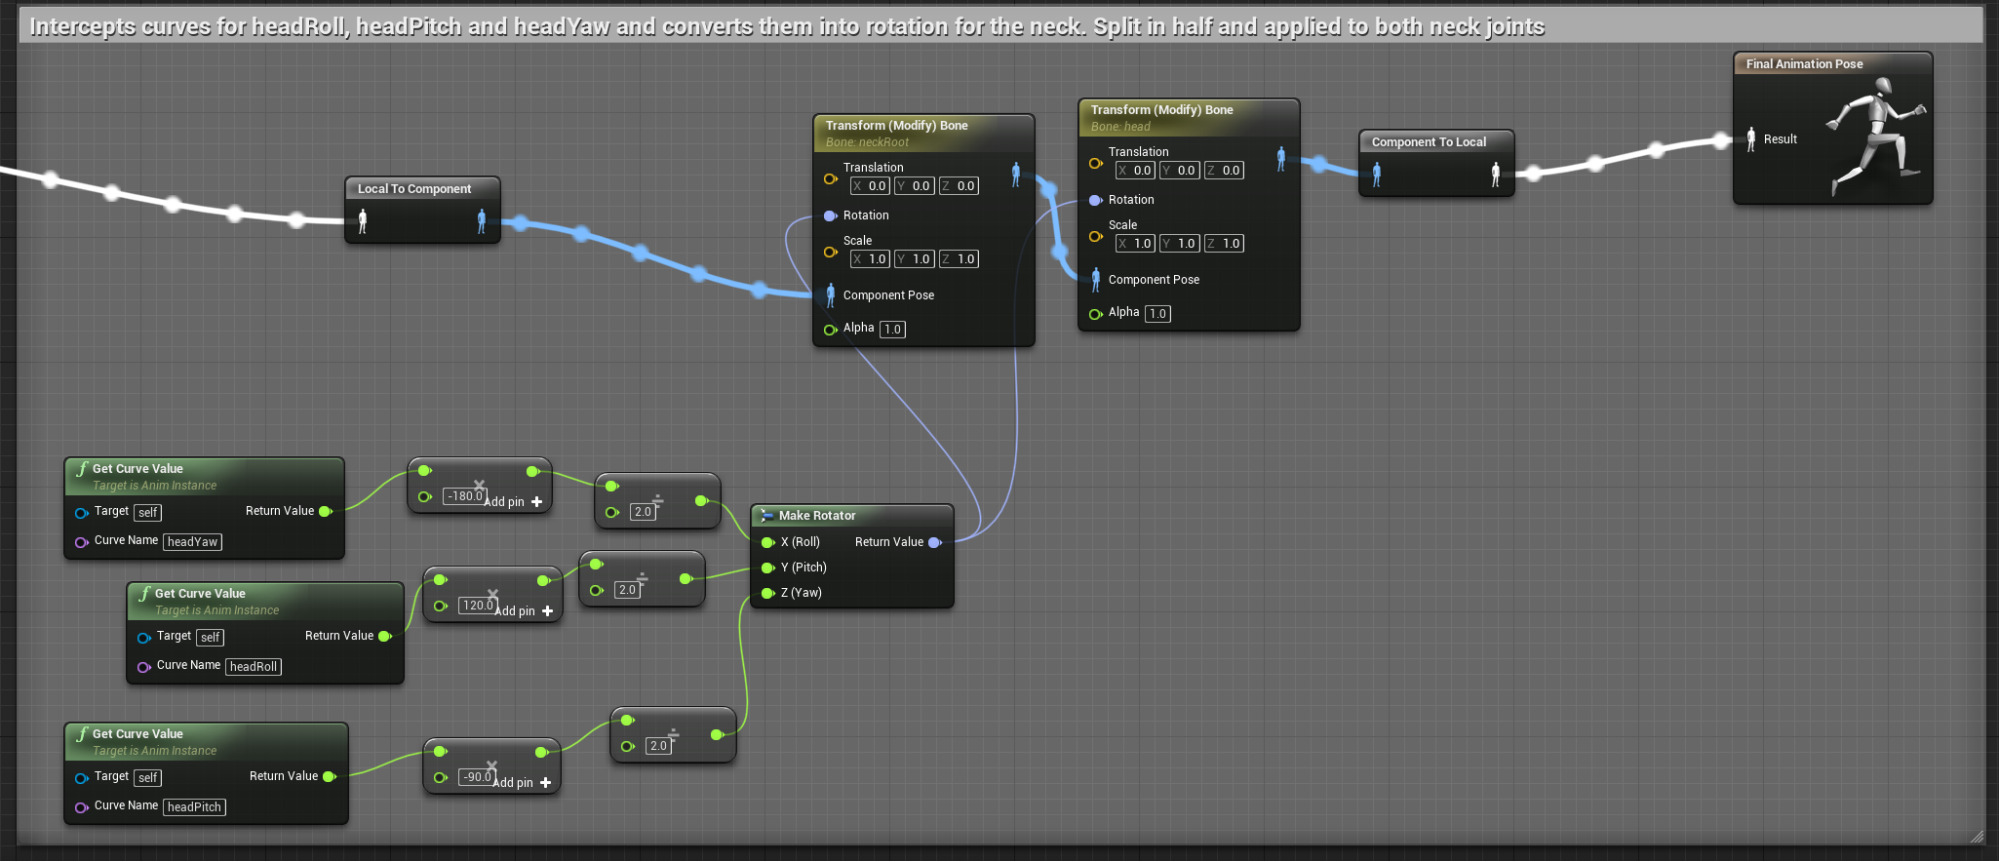 Intercepts curves for headRoll, headPitch and headYaw and converts them into rotation for the neck. Split in half and applied to both neck joints
Final Animation Pose
Result
Transform (Modify) Bone
Bone: neckRoot
Translation
X 0.0 Y 0.0 Z 0.0
Rotation
Scale
X 1.0 Y 1.0 Z 1.0
Component Pose
Alpha 1.0
Transform (Modify) Bone
Bone: head
Translation
X 0.0 Y 0.0 Z 0.0
Rotation
Scale
X 1.0 Y 1.0 Z 1.0
Component Pose
Alpha 1.0
Component To Local
Local To Component
f Get Curve Value
Target is Anim Instance
Target self Return Value
Curve Name headYaw
×
-180.0 Add pin +
÷
2.0
Make Rotator
X (Roll) Return Value
Y (Pitch)
Z (Yaw)
f Get Curve Value
Target is Anim Instance
Target self Return Value
Curve Name headRoll
×
120.0 Add pin +
÷
2.0
f Get Curve Value
Target is Anim Instance
Target self Return Value
Curve Name headPitch
×
-90.0 Add pin +
÷
2.0